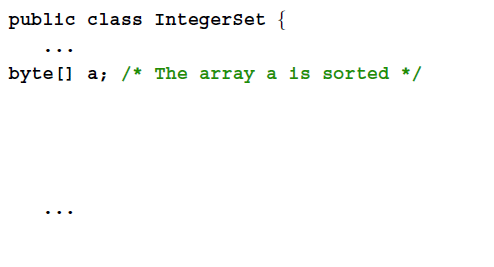 public class IntegerSet {
...
byte[] a; /* The array a is sorted */
...